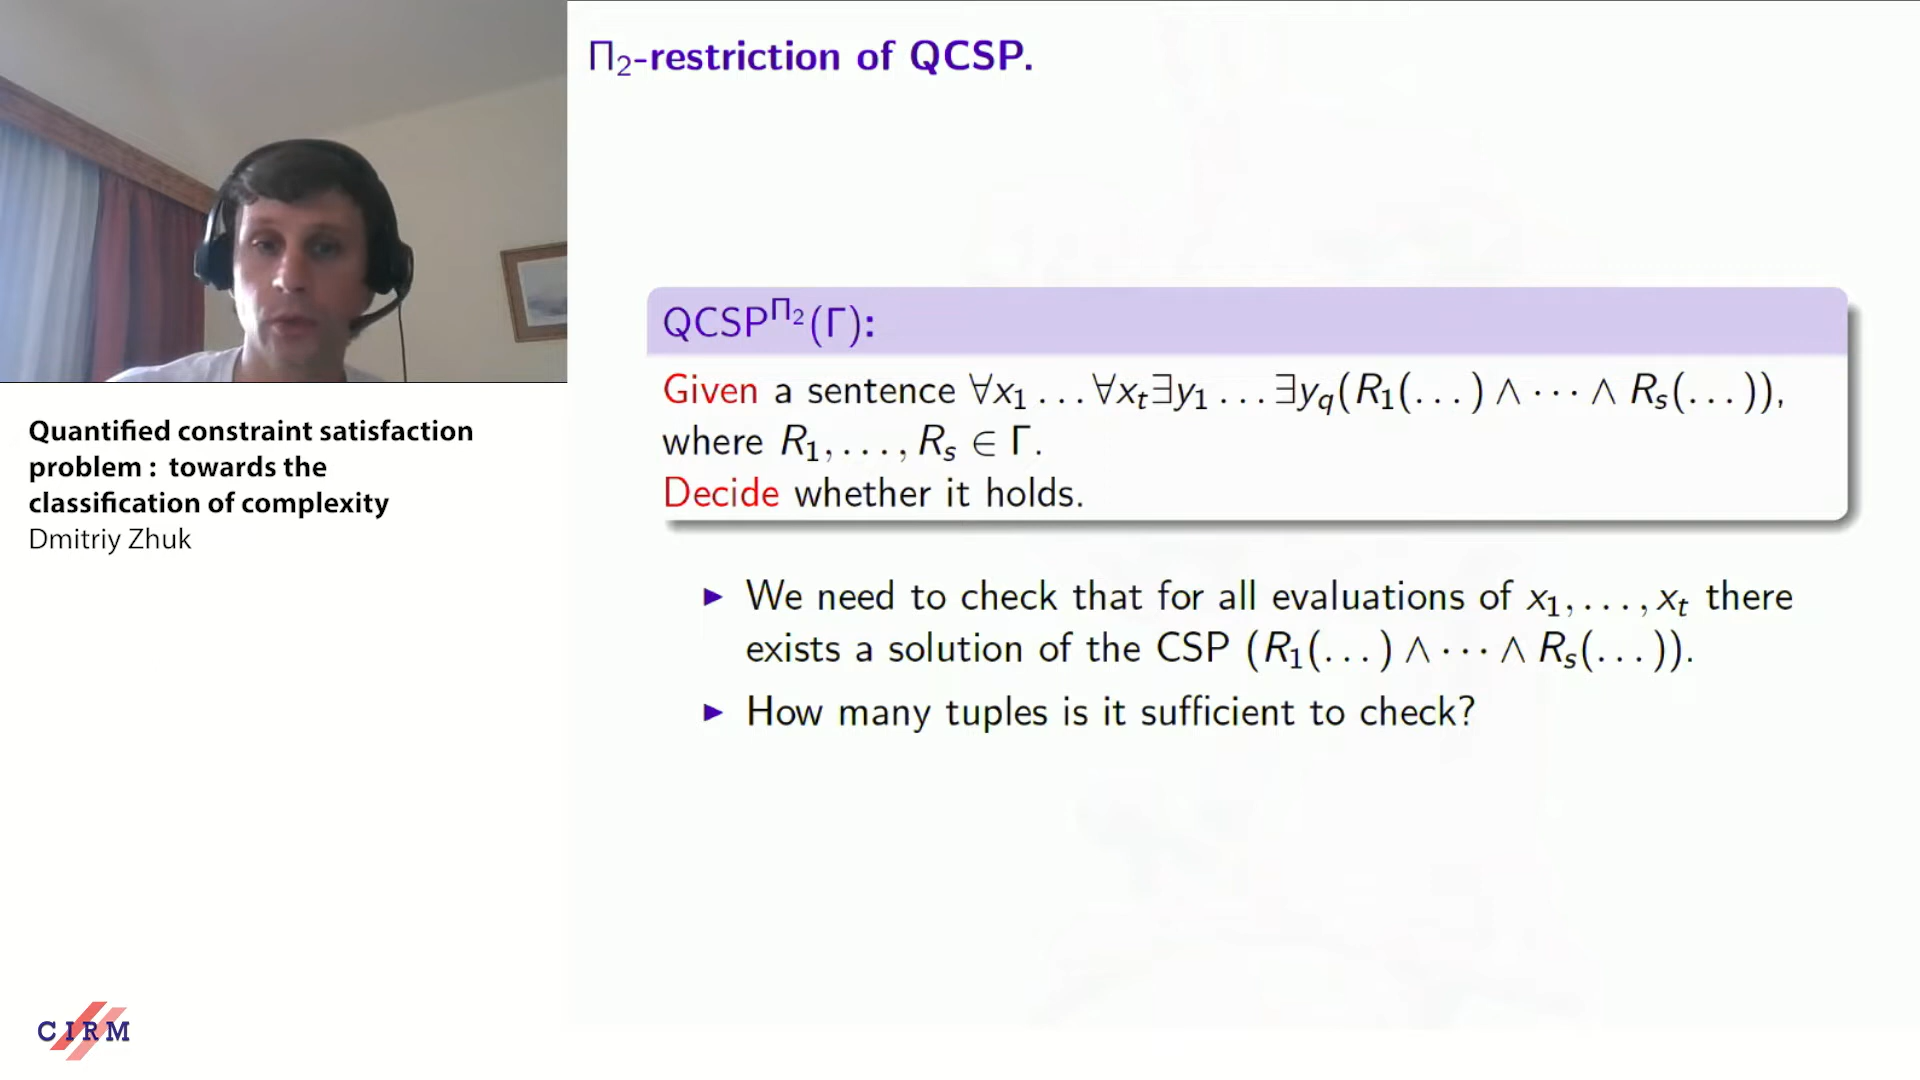 Π₂-restriction of QCSP.
QCSP^Π₂(Γ):
Given a sentence ∀x₁ . . . ∀xₜ∃y₁ . . . ∃y_q(R₁(. . . ) ∧ · · · ∧ Rₛ(. . . )),
where R₁, . . . , Rₛ ∈ Γ.
Decide whether it holds.
► We need to check that for all evaluations of x₁, . . . , xₜ there
exists a solution of the CSP (R₁(. . . ) ∧ · · · ∧ Rₛ(. . . )).
► How many tuples is it sufficient to check?
Quantified constraint satisfaction
problem : towards the
classification of complexity
Dmitriy Zhuk
CIRM